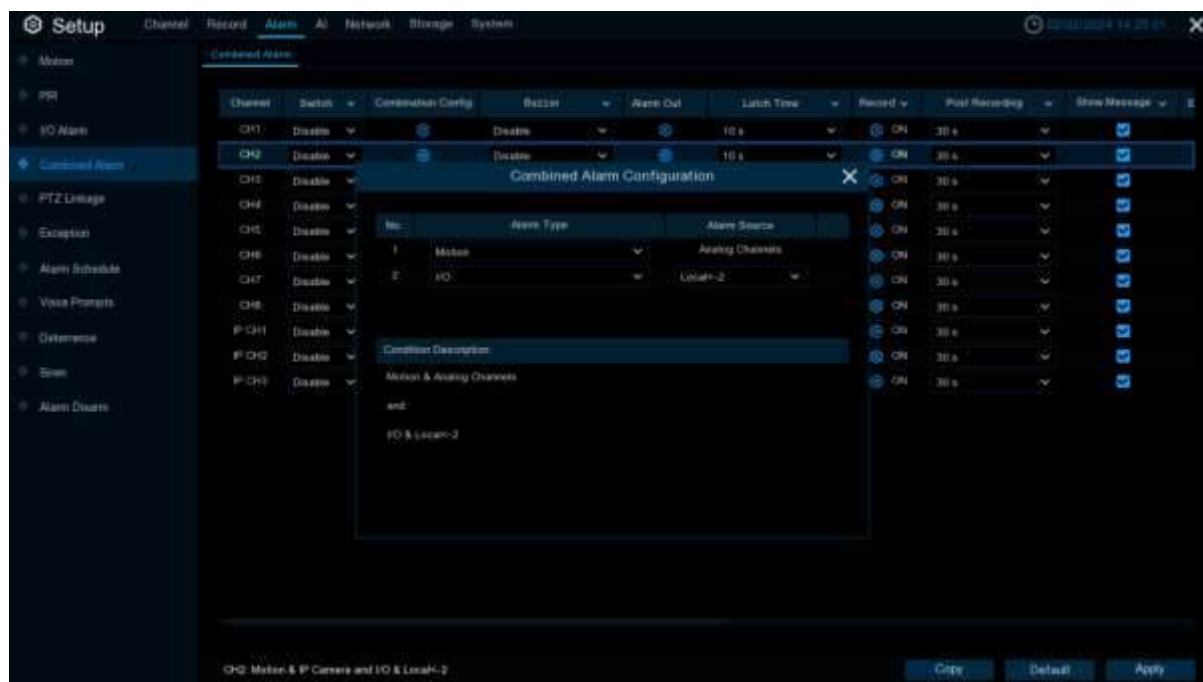 Setup Channel Record Alarm AI Network Storage System
Motion
Combined Alarm
PIR
Channel Switch Combination Config Buzzer Alarm Out Latch Time Record Post Recording Show Message
I/O Alarm
CH1 Disable Disable 10 s ON 30 s
Combined Alarm
CH2 Disable Disable 10 s ON 30 s
Combined Alarm Configuration
CH3 Disable ON 30 s
PTZ Linkage
CH4 Disable ON 30 s
No. Alarm Type Alarm Source
Exception
CH5 Disable ON 30 s
1 Motion Analog Channels
CH6 Disable ON 30 s
Alarm Schedule
2 I/O Local<-2
CH7 Disable ON 30 s
Voice Prompts
CH8 Disable ON 30 s
Deterrence
IP CH1 Disable ON 30 s
Condition Description
IP CH2 Disable ON 30 s
Siren
Motion & Analog Channels
IP CH3 Disable ON 30 s
Alarm Disarm
and
I/O & Local<-2
CH2: Motion & IP Camera and I/O & Local<-2
Copy Default Apply